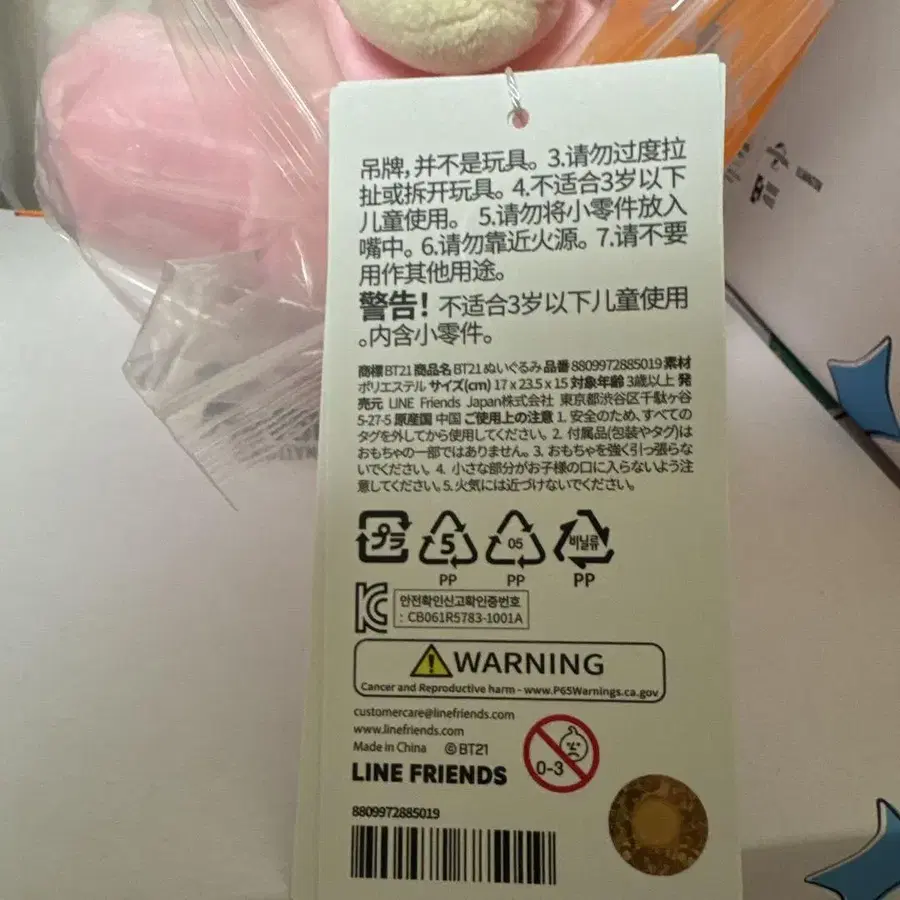 吊牌, 并不是玩具。3.请勿过度拉
扯或拆开玩具。4.不适合3岁以下
儿童使用。 5.请勿将小零件放入
嘴中。6.请勿靠近火源。7.请不要
用作其他用途。
警告! 不适合3岁以下儿童使用
。内含小零件。
商標 BT21 商品名 BT21 ぬいぐるみ 品番 8809972885019 素材
ポリエステル サイズ(cm) 17 x 23.5 x 15 対象年齢 3歳以上 発
売元 LINE Friends Japan株式会社 東京都渋谷区千駄ヶ谷
5-27-5 原産国 中国 ご使用上の注意 1. 安全のため、すべての
タグを外してから使用してください。2. 付属品(包装やタグ)は
おもちゃの一部ではありません。3. おもちゃを強く引っ張らな
いでください。4. 小さな部分がお子様の口に入らないよう注
意してください。5. 火気には近づけないでください。
プラ 5 05 비닐류
PP PP PP
안전확인신고확인증번호
: CB061R5783-1001A
WARNING
Cancer and Reproductive harm - www.P65Warnings.ca.gov
customercare@linefriends.com
www.linefriends.com
Made in China ©BT21
0-3
LINE FRIENDS
8809972885019